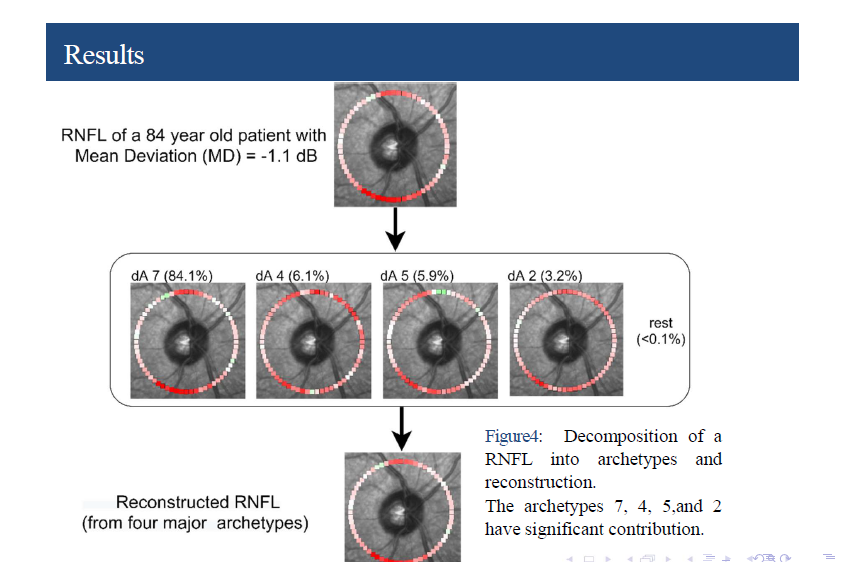 Results
RNFL of a 84 year old patient with
Mean Deviation (MD) = -1.1 dB
dA 7 (84.1%)
dA 4 (6.1%)
dA 5 (5.9%)
dA 2 (3.2%)
rest
(<0.1%)
Figure4: Decomposition of a
RNFL into archetypes and
reconstruction.
The archetypes 7, 4, 5,and 2
have significant contribution.
Reconstructed RNFL
(from four major archetypes)